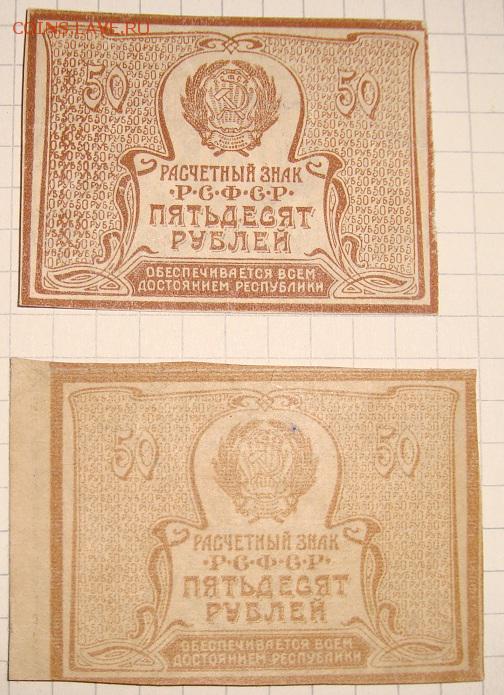 COINS.FAVE.RU
50 50
РАСЧЕТНЫЙ ЗНАК
•Р•С•Ф•С•Р•
ПЯТЬДЕСЯТ
РУБЛЕЙ
ОБЕСПЕЧИВАЕТСЯ ВСЕМ
ДОСТОЯНИЕМ РЕСПУБЛИКИ
50 50
РАСЧЕТНЫЙ ЗНАК
•Р•С•Ф•С•Р•
ПЯТЬДЕСЯТ
РУБЛЕЙ
ОБЕСПЕЧИВАЕТСЯ ВСЕМ
ДОСТОЯНИЕМ РЕСПУБЛИКИ